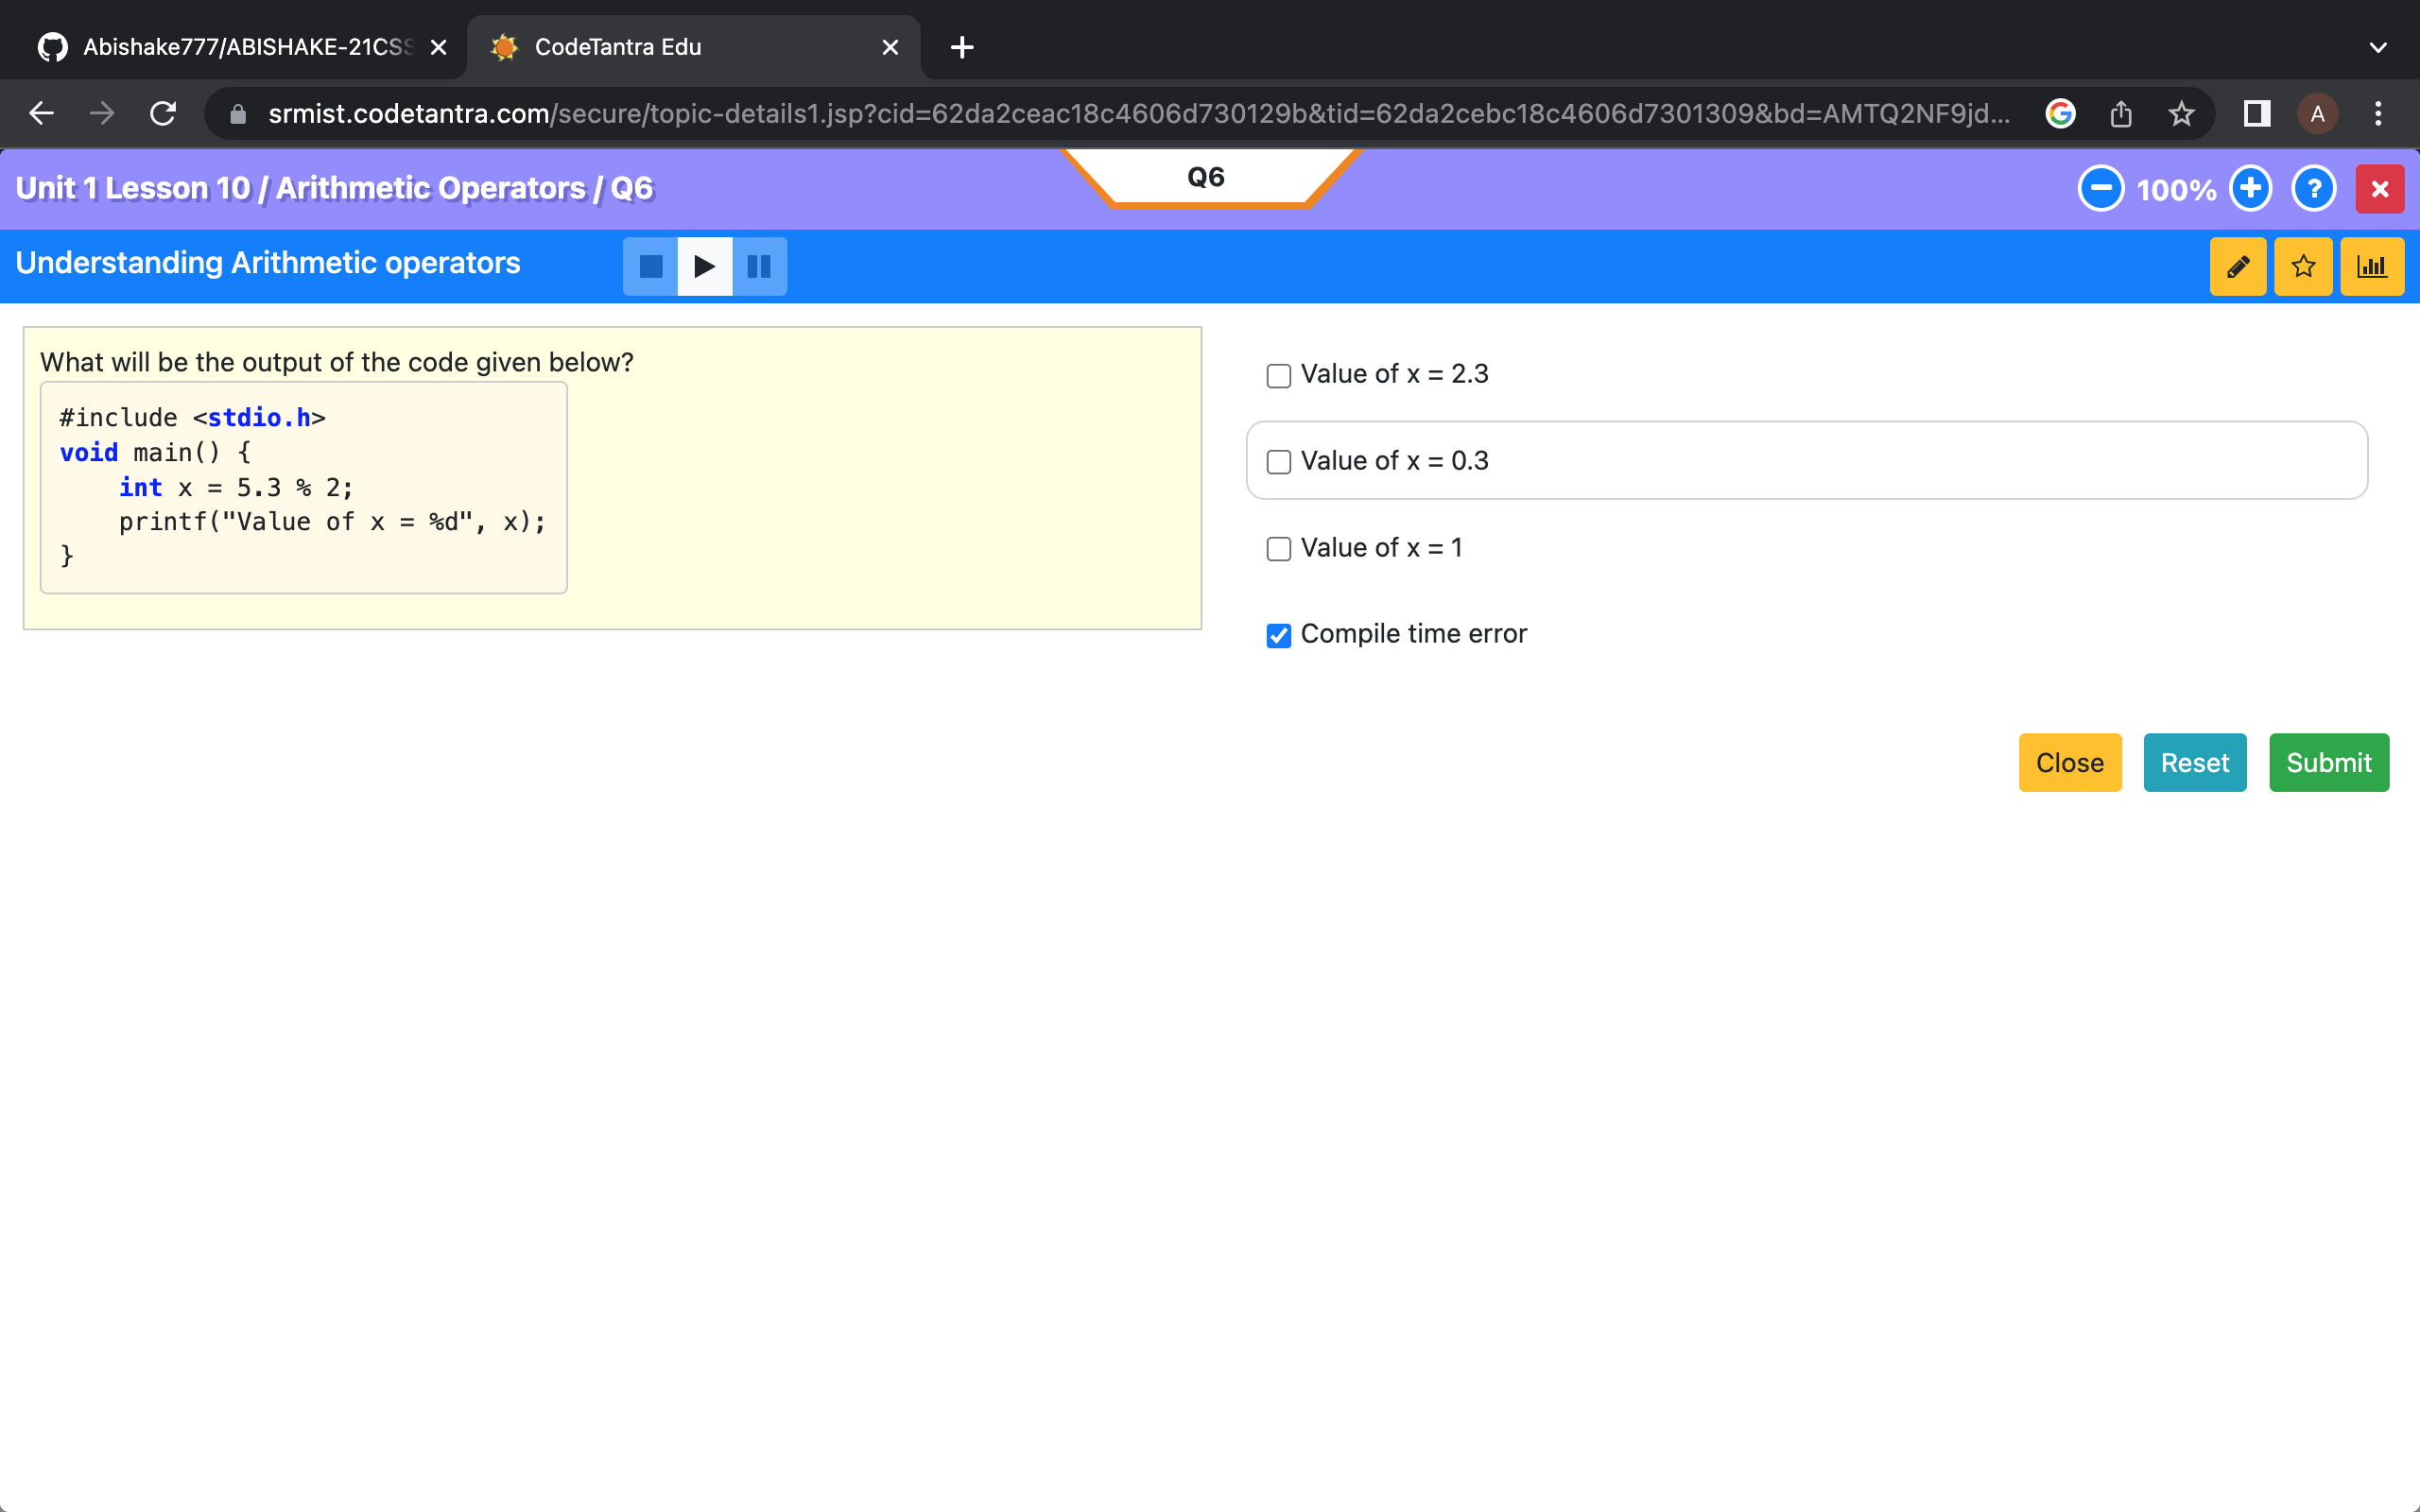 Abishake777/ABISHAKE-21CSS
CodeTantra Edu
srmist.codetantra.com/secure/topic-details1.jsp?cid=62da2ceac18c4606d730129b&tid=62da2cebc18c4606d7301309&bd=AMTQ2NF9jd...
A
Unit 1 Lesson 10 / Arithmetic Operators / Q6
Q6
100%
?
Understanding Arithmetic operators
What will be the output of the code given below?
#include <stdio.h>
void main() {
    int x = 5.3 % 2;
    printf("Value of x = %d", x);
}
Value of x = 2.3
Value of x = 0.3
Value of x = 1
Compile time error
Close
Reset
Submit